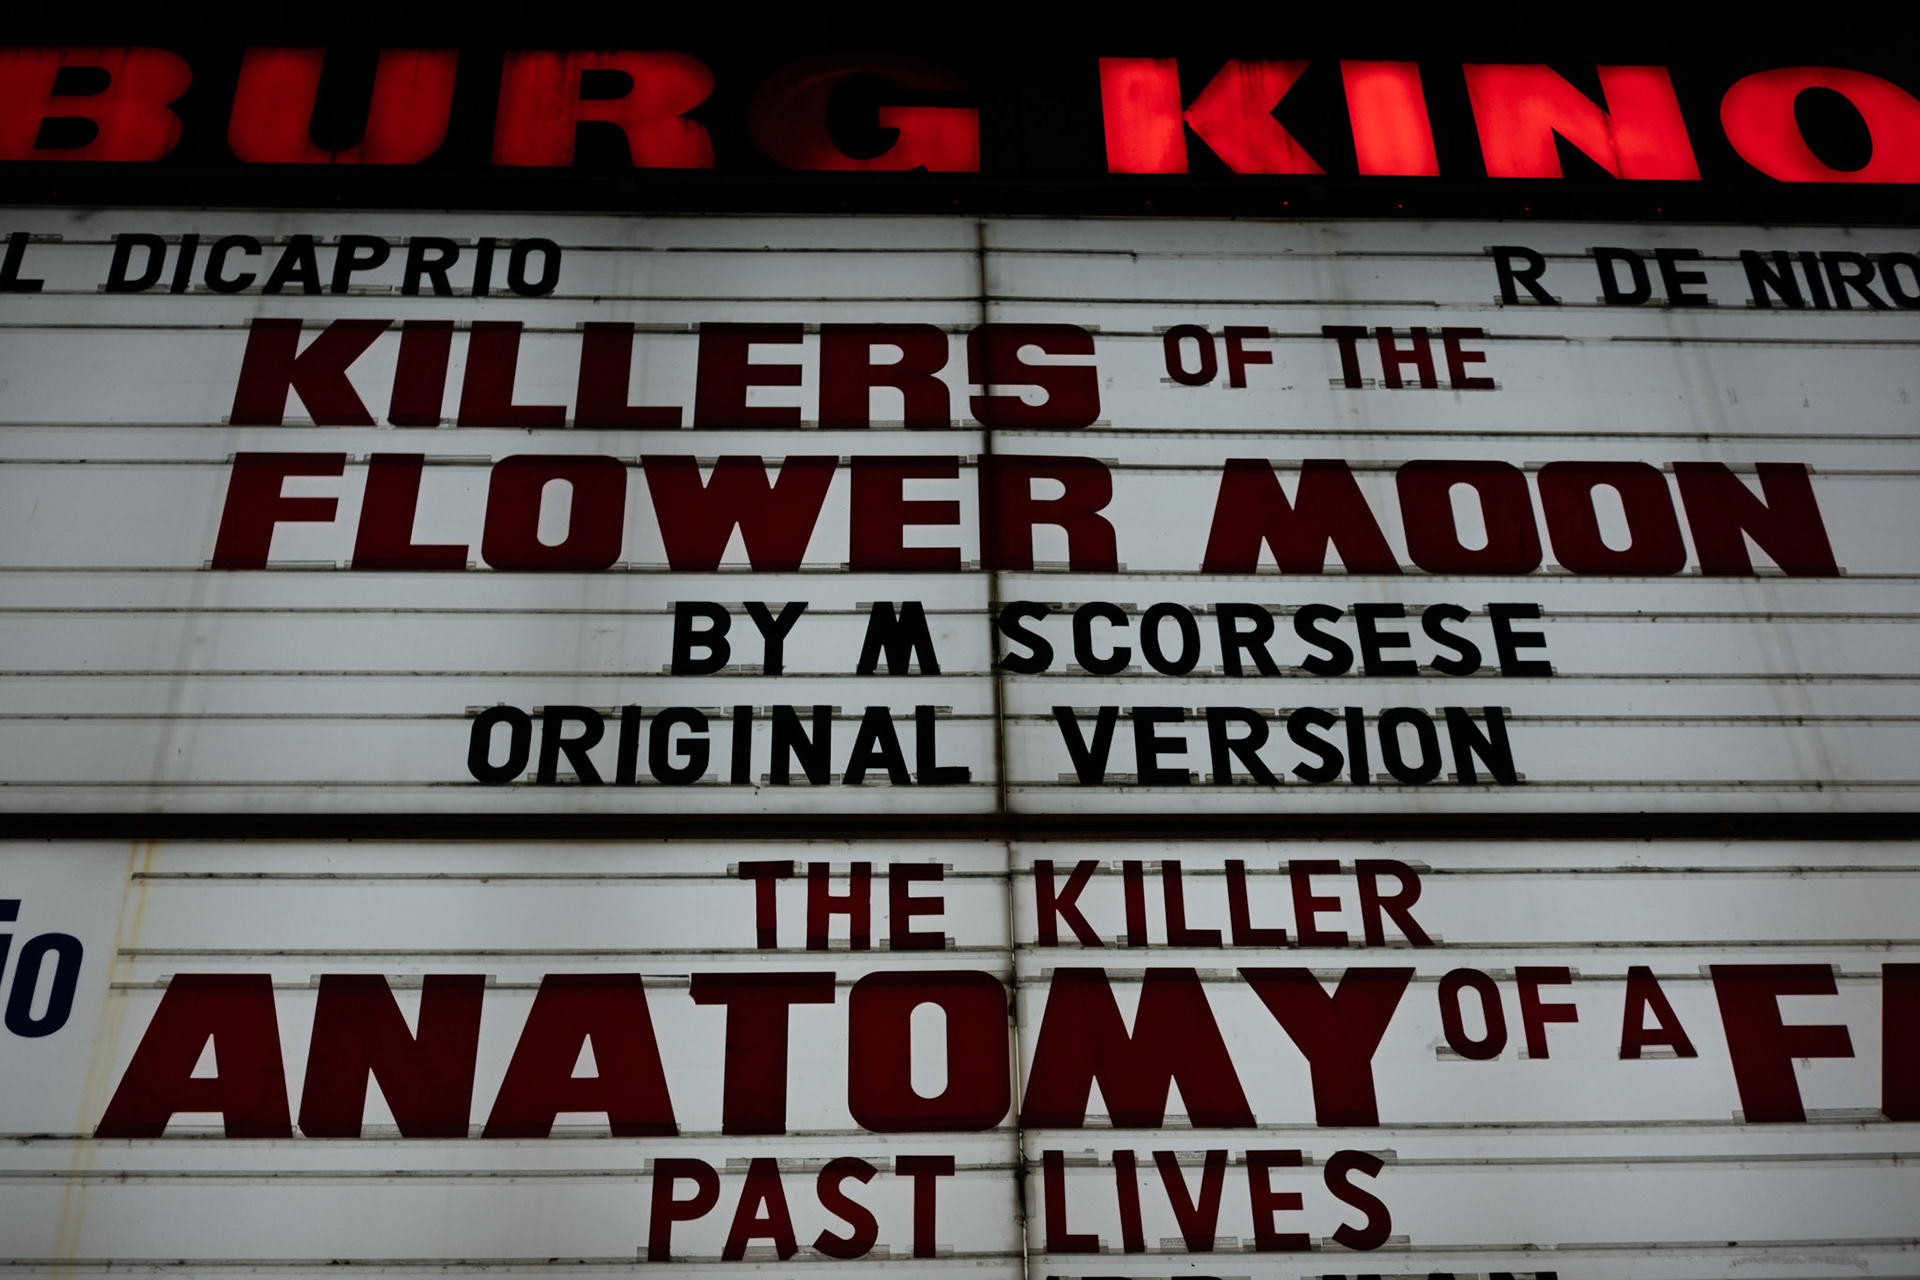 BURG KINO
L DICAPRIO R DE NIRO
KILLERS OF THE
FLOWER MOON
BY M SCORSESE
ORIGINAL VERSION
THE KILLER
ANATOMY OF A F
PAST LIVES